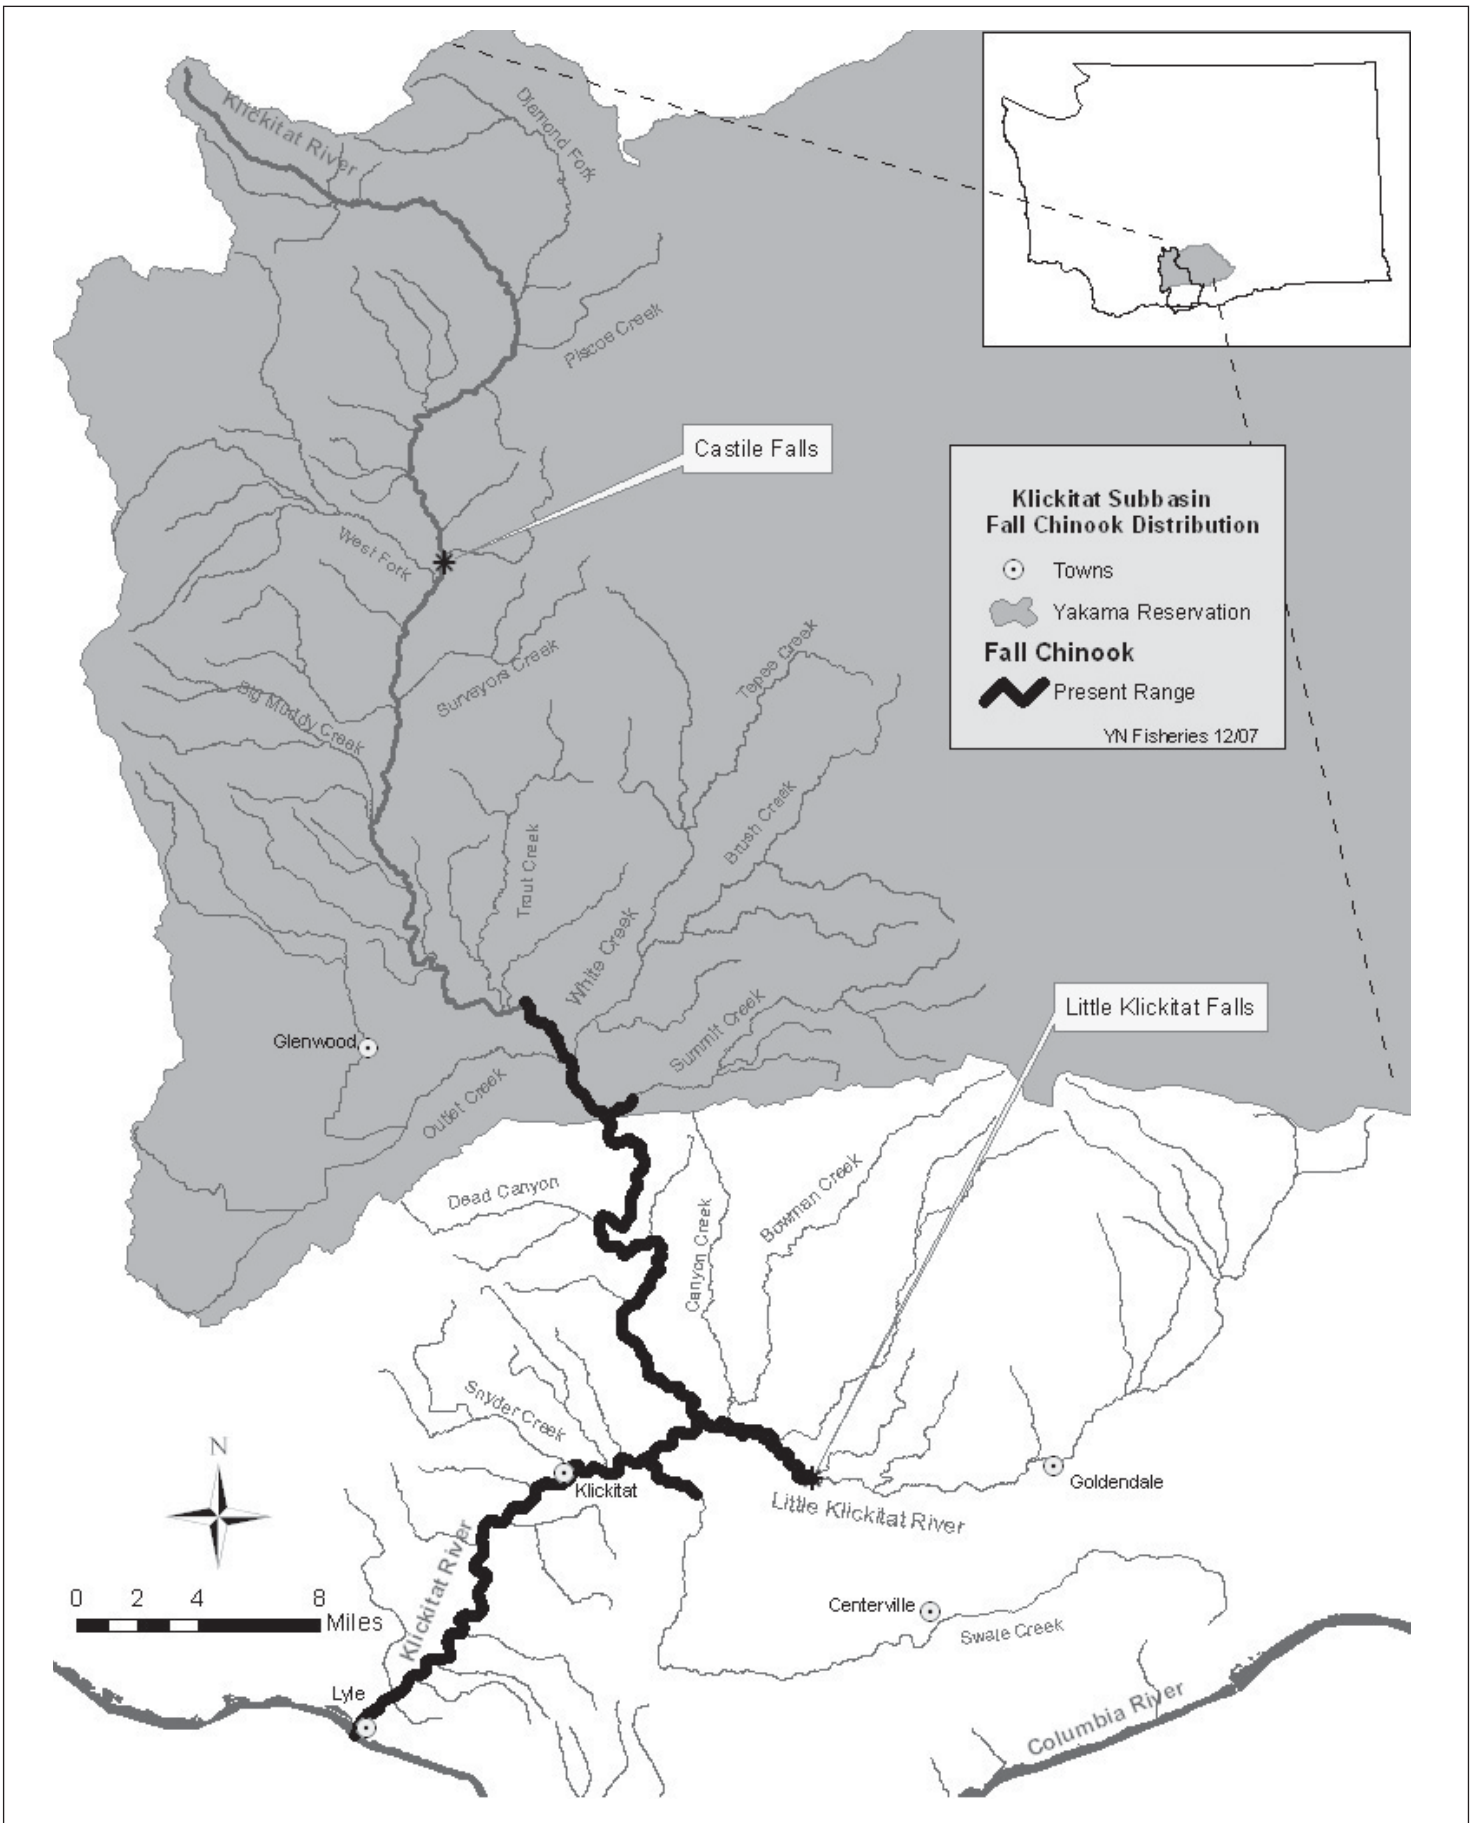 Klickitat River
Diamond Fork
Piscoe Creek
Castile Falls
Klickitat Subbasin
Fall Chinook Distribution
Towns
Yakama Reservation
Fall Chinook
Present Range
YN Fisheries 12/07
West Fork
Surveyors Creek
Tepee Creek
Big Muddy Creek
Brush Creek
Trout Creek
White Creek
Summit Creek
Little Klickitat Falls
Glenwood
Outlet Creek
Dead Canyon
Bowman Creek
Canyon Creek
Snyder Creek
N
Klickitat
Goldendale
Little Klickitat River
Klickitat River
0 2 4 8
Miles
Centerville
Swale Creek
Lyle
Columbia River